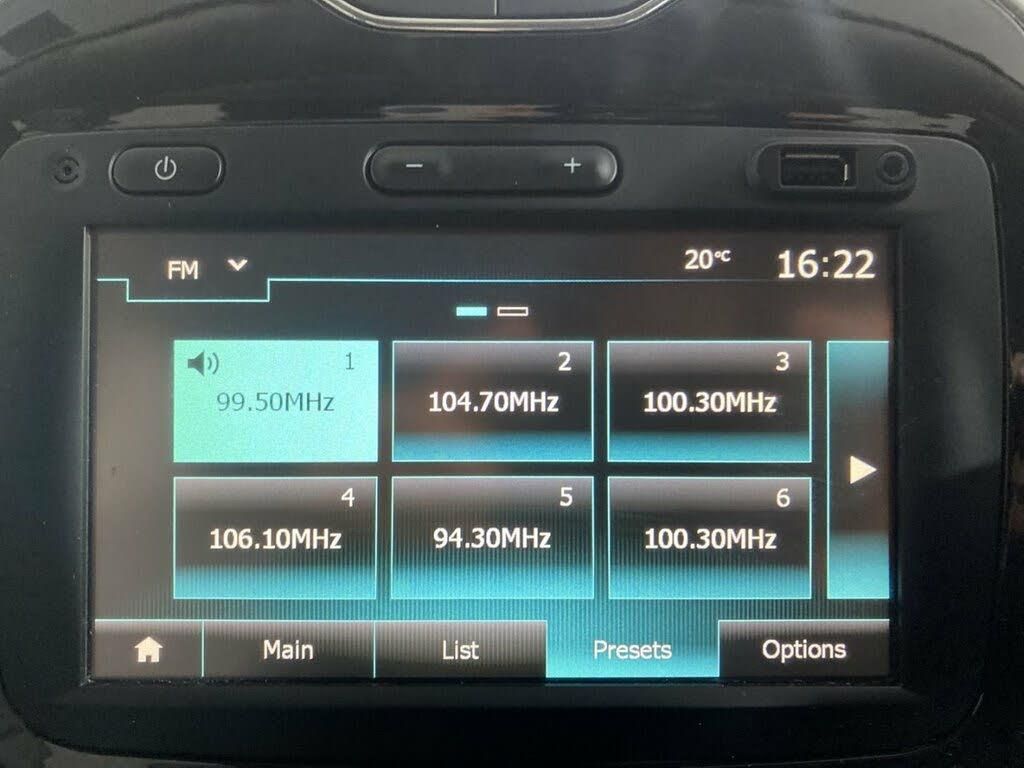 − +
FM 20°C 16:22
1 2 3
99.50MHz 104.70MHz 100.30MHz
4 5 6
106.10MHz 94.30MHz 100.30MHz
Main List Presets Options